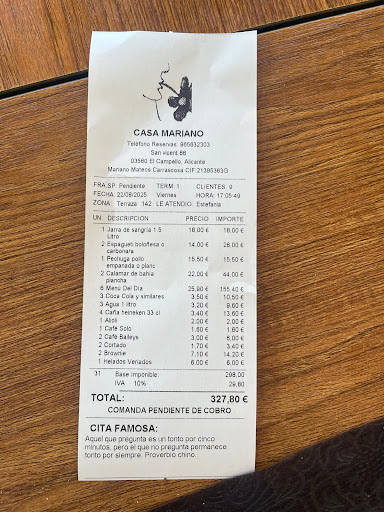 CASA MARIANO
Teléfono Reservas: 965632303
San vicent 86
03560 El Campello, Alicante
Mariano Mateos Carrascosa CIF:21395363G
FRA.SP: Pendiente TERM: 1 CLIENTES: 9
FECHA: 22/08/2025 Viernes HORA: 17:05:49
ZONA: Terraza 142 LE ATENDIO: Estefania
UN DESCRIPCION PRECIO IMPORTE
1 Jarra de sangria 1.5 18,00 € 18,00 €
Litro
2 Espagueti boloñesa o 14,00 € 28,00 €
carbonara
1 Pechuga pollo 15,50 € 15,50 €
empanada o planc
2 Calamar de bahia 22,00 € 44,00 €
plancha
6 Menú Del Dia 25,90 € 155,40 €
3 Coca Cola y similares 3,50 € 10,50 €
3 Agua 1 litro 3,20 € 9,60 €
4 Caña heineken 33 cl 3,40 € 13,60 €
1 Alioli 2,00 € 2,00 €
1 Café Solo 1,60 € 1,60 €
2 Café Baileys 3,00 € 6,00 €
2 Cortado 1,70 € 3,40 €
2 Brownie 7,10 € 14,20 €
1 Helados Variados 6,00 € 6,00 €
31 Base Imponible: 298,00
IVA 10% 29,80
TOTAL: 327,80 €
COMANDA PENDIENTE DE COBRO
CITA FAMOSA:
Aquel que pregunta es un tonto por cinco
minutos, pero el que no pregunta permanece
tonto por siempre. Proverbio chino.